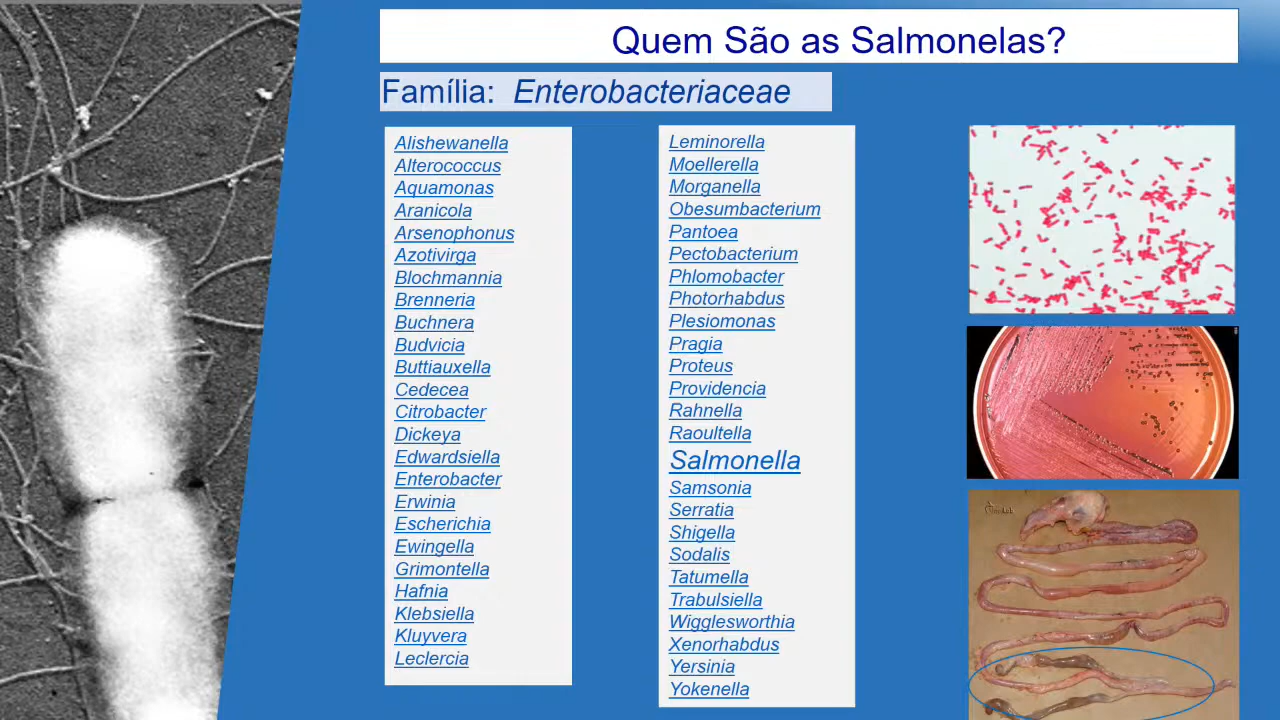 Quem São as Salmonelas?
Família: Enterobacteriaceae
Alishewanella
Alterococcus
Aquamonas
Aranicola
Arsenophonus
Azotivirga
Blochmannia
Brenneria
Buchnera
Budvicia
Buttiauxella
Cedecea
Citrobacter
Dickeya
Edwardsiella
Enterobacter
Erwinia
Escherichia
Ewingella
Grimontella
Hafnia
Klebsiella
Kluyvera
Leclercia
Leminorella
Moellerella
Morganella
Obesumbacterium
Pantoea
Pectobacterium
Phlomobacter
Photorhabdus
Plesiomonas
Pragia
Proteus
Providencia
Rahnella
Raoultella
Salmonella
Samsonia
Serratia
Shigella
Sodalis
Tatumella
Trabulsiella
Wigglesworthia
Xenorhabdus
Yersinia
Yokenella